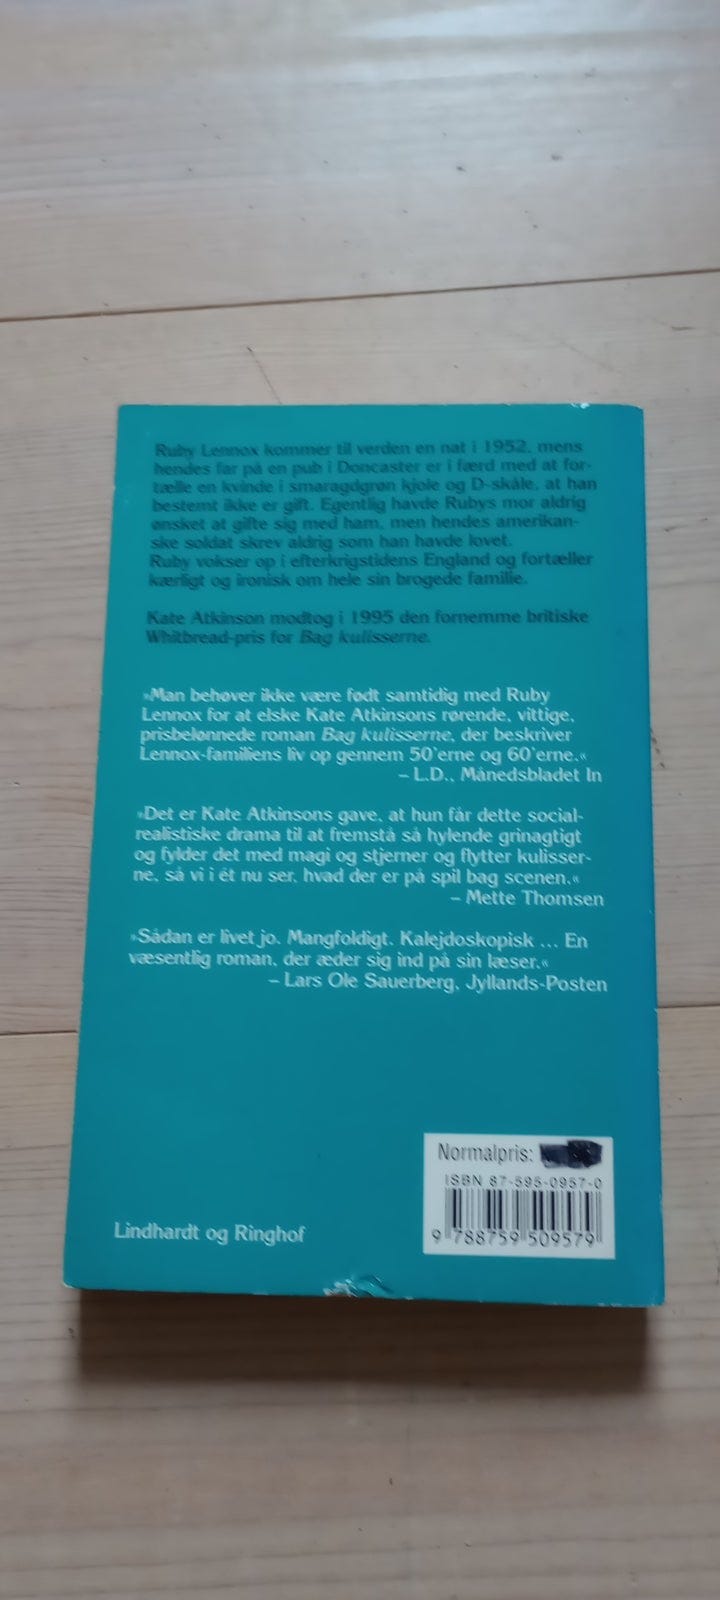 Ruby Lennox kommer til verden en nat i 1952, mens
hendes far på en pub i Doncaster er i færd med at for-
tælle en kvinde i smaragdgrøn kjole og D-skåle, at han
bestemt ikke er gift. Egentlig havde Rubys mor aldrig
ønsket at gifte sig med ham, men hendes amerikan-
ske soldat skrev aldrig som han havde lovet.
Ruby vokser op i efterkrigstidens England og fortæller
kærligt og ironisk om hele sin brogede familie.
Kate Atkinson modtog i 1995 den fornemme britiske
Whitbread-pris for Bag kulisserne.
»Man behøver ikke være født samtidig med Ruby
Lennox for at elske Kate Atkinsons rørende, vittige,
prisbelønnede roman Bag kulisserne, der beskriver
Lennox-familiens liv op gennem 50'erne og 60'erne.«
– L.D., Månedsbladet In
»Det er Kate Atkinsons gave, at hun får dette social-
realistiske drama til at fremstå så hylende grinagtigt
og fylder det med magi og stjerner og flytter kulisser-
ne, så vi i ét nu ser, hvad der er på spil bag scenen.«
– Mette Thomsen
»Sådan er livet jo. Mangfoldigt. Kalejdoskopisk ... En
væsentlig roman, der æder sig ind på sin læser.«
– Lars Ole Sauerberg, Jyllands-Posten
Normalpris:
ISBN 87-595-0957-0
9 788759 509579
Lindhardt og Ringhof